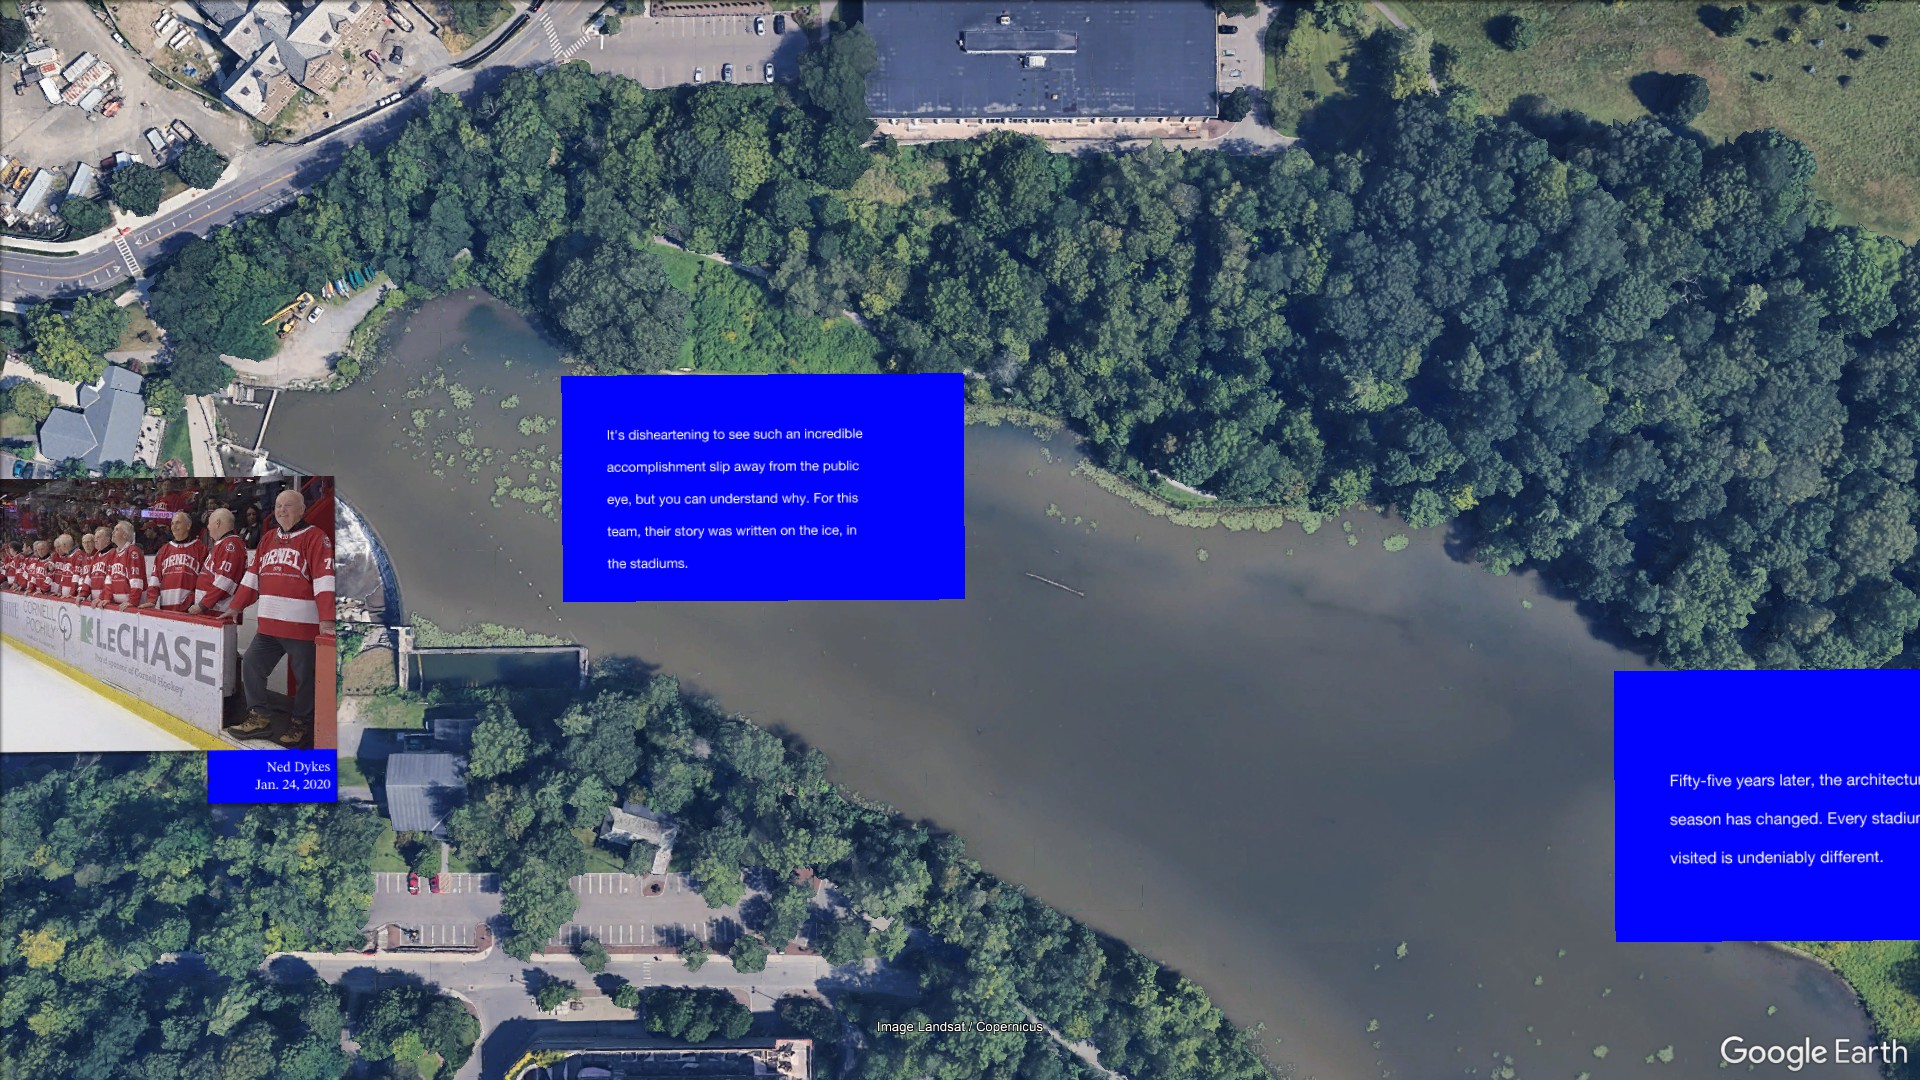 It's disheartening to see such an incredible
accomplishment slip away from the public
eye, but you can understand why. For this
team, their story was written on the ice, in
the stadiums.
CORNELL
10
CORNELL
LECHASE
Ned Dykes
Jan. 24, 2020
Fifty-five years later, the
season has changed. Every
visited is undeniably different.
Image Landsat / Copernicus
Google Earth